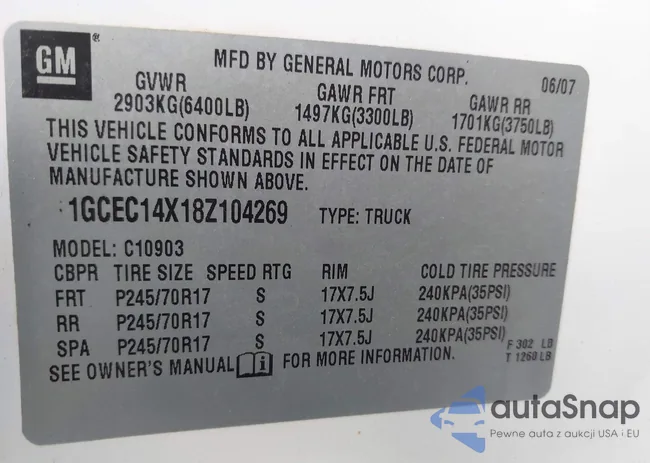 GM
MFD BY GENERAL MOTORS CORP.
06/07
GVWR GAWR FRT GAWR RR
2903KG(6400LB) 1497KG(3300LB) 1701KG(3750LB)
THIS VEHICLE CONFORMS TO ALL APPLICABLE U.S. FEDERAL MOTOR
VEHICLE SAFETY STANDARDS IN EFFECT ON THE DATE OF
MANUFACTURE SHOWN ABOVE.
1GCEC14X18Z104269 TYPE: TRUCK
MODEL: C10903
CBPR TIRE SIZE SPEED RTG RIM COLD TIRE PRESSURE
FRT P245/70R17 S 17X7.5J 240KPA(35PSI)
RR P245/70R17 S 17X7.5J 240KPA(35PSI)
SPA P245/70R17 S 17X7.5J 240KPA(35PSI)
F 302 LB
T 1260 LB
SEE OWNER'S MANUAL i FOR MORE INFORMATION.
autaSnap
Pewne auta z aukcji USA i EU